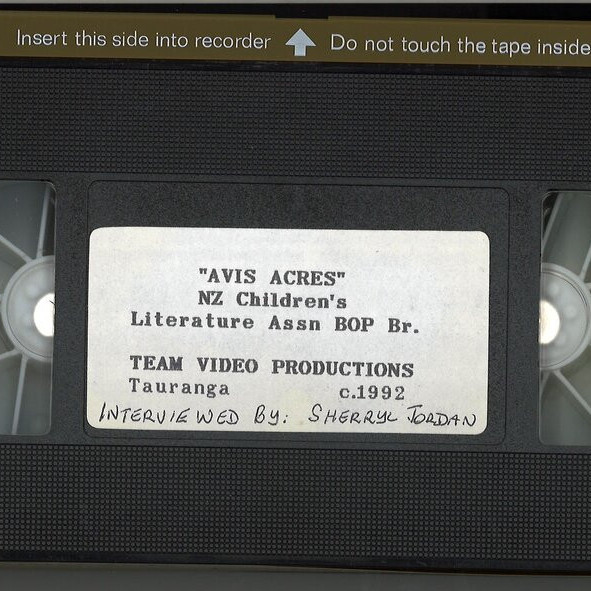 Insert this side into recorder Do not touch the tape inside
"AVIS ACRES"
NZ Children's
Literature Assn BOP Br.
TEAM VIDEO PRODUCTIONS
Tauranga c.1992
INTERVIEWED BY: SHERRYL JORDAN